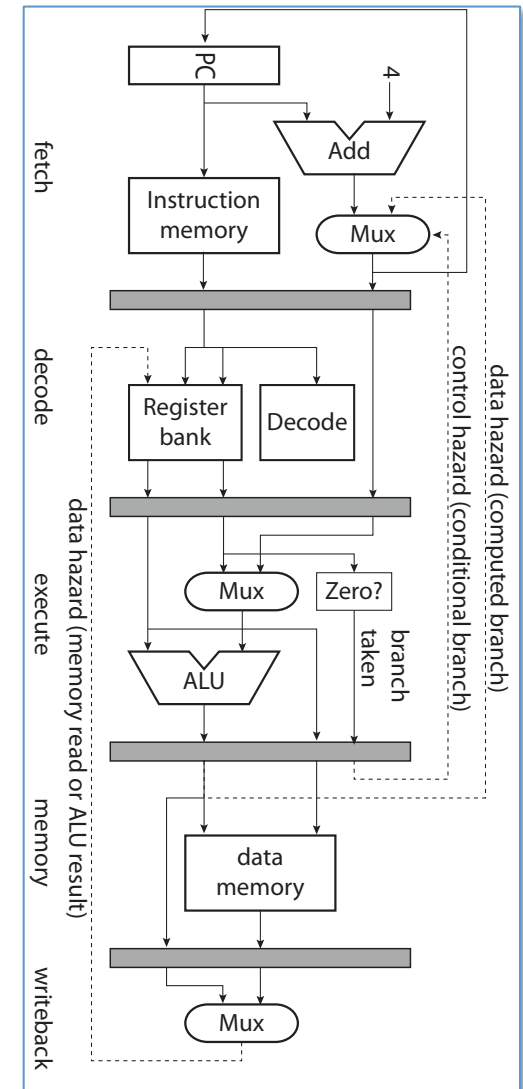 PC
4
Add
fetch
Instruction
memory
Mux
decode
Register
bank
Decode
data hazard (computed branch)
control hazard (conditional branch)
execute
Mux
Zero?
branch
taken
ALU
data hazard (memory read or ALU result)
memory
data
memory
writeback
Mux